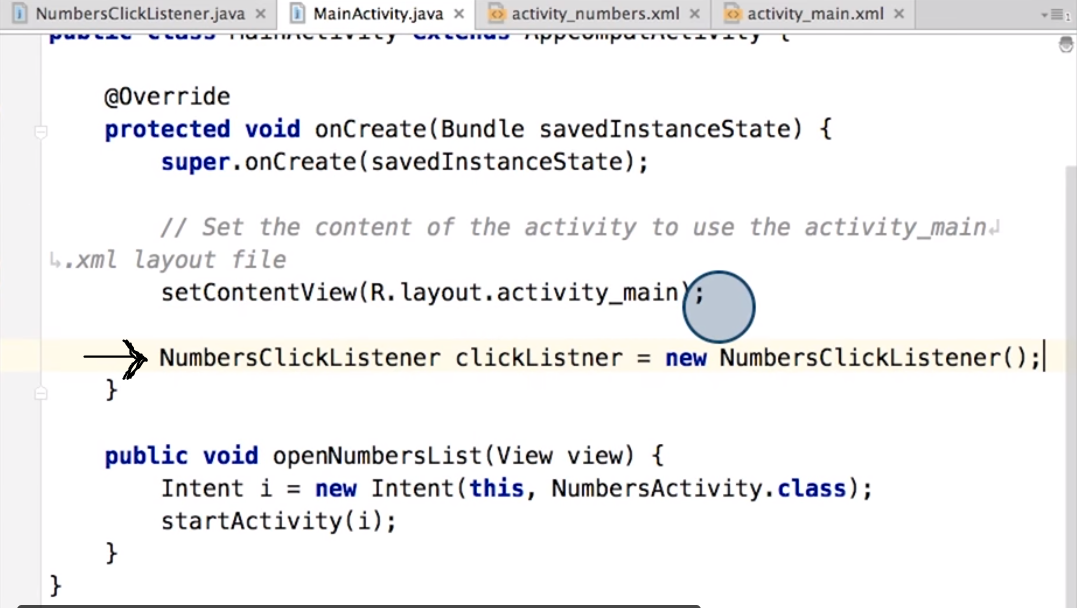 NumbersClickListener.java × MainActivity.java × activity_numbers.xml × activity_main.xml ×
public class MainActivity extends AppCompatActivity {
@Override
protected void onCreate(Bundle savedInstanceState) {
super.onCreate(savedInstanceState);
// Set the content of the activity to use the activity_main
.xml layout file
setContentView(R.layout.activity_main);
NumbersClickListener clickListner = new NumbersClickListener();
}
public void openNumbersList(View view) {
Intent i = new Intent(this, NumbersActivity.class);
startActivity(i);
}
}